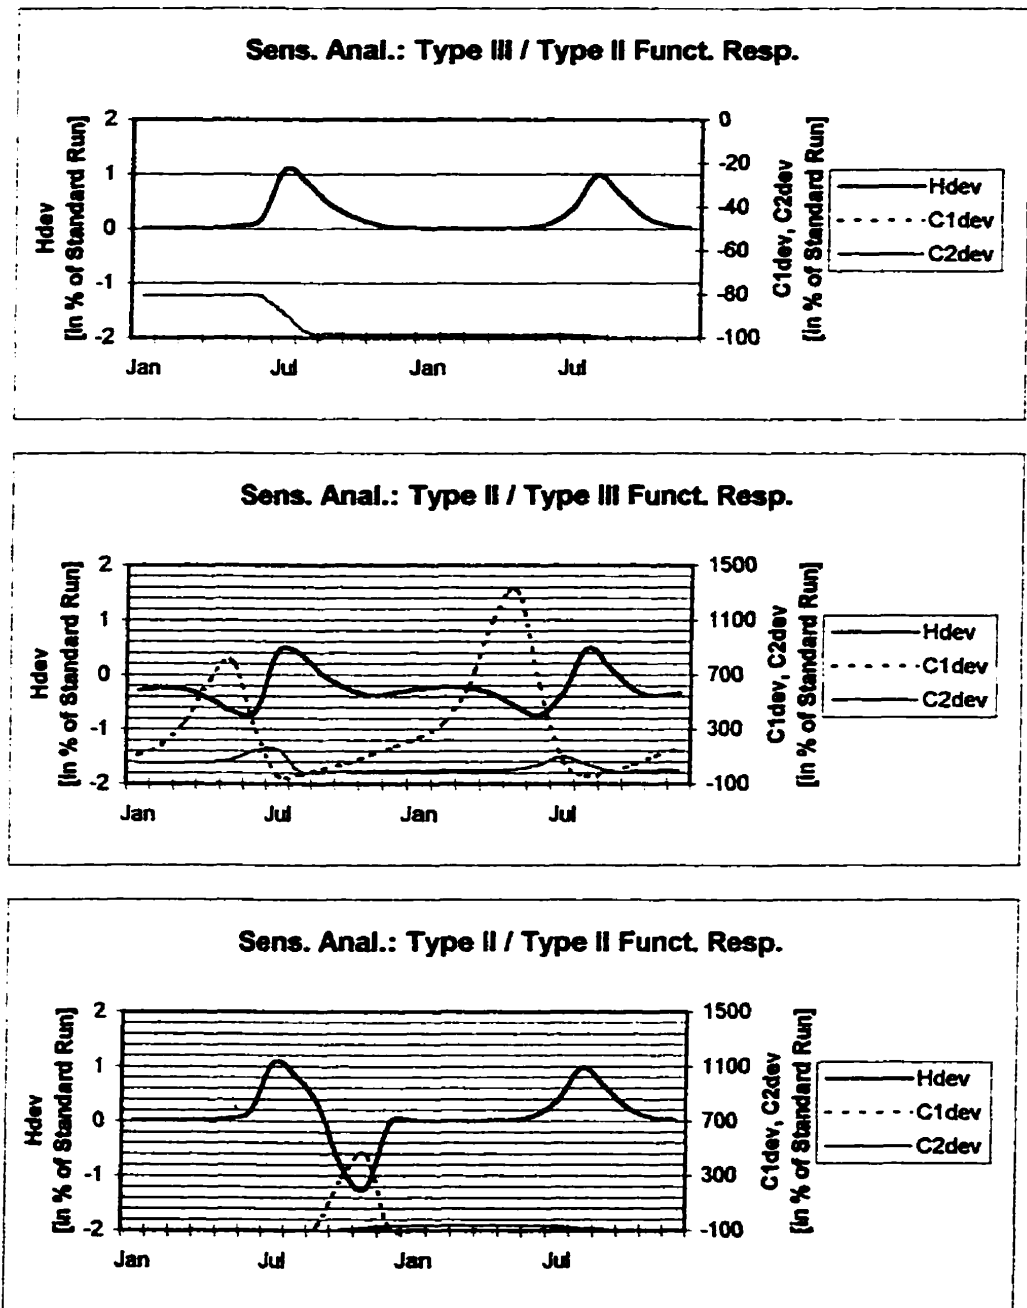 Sens. Anal.: Type III / Type II Funct. Resp.
Hdev
[in % of Standard Run]
2
1
0
-1
-2
0
-20
-40
-60
-80
-100
C1dev, C2dev
[in % of Standard Run]
Jan
Jul
Jan
Jul
Hdev
C1dev
C2dev
Sens. Anal.: Type II / Type III Funct. Resp.
Hdev
[in % of Standard Run]
2
1
0
-1
-2
1500
1100
700
300
-100
C1dev, C2dev
[in % of Standard Run]
Jan
Jul
Jan
Jul
Hdev
C1dev
C2dev
Sens. Anal.: Type II / Type II Funct. Resp.
Hdev
[in % of Standard Run]
2
1
0
-1
-2
1500
1100
700
300
-100
C1dev, C2dev
[in % of Standard Run]
Jan
Jul
Jan
Jul
Hdev
C1dev
C2dev